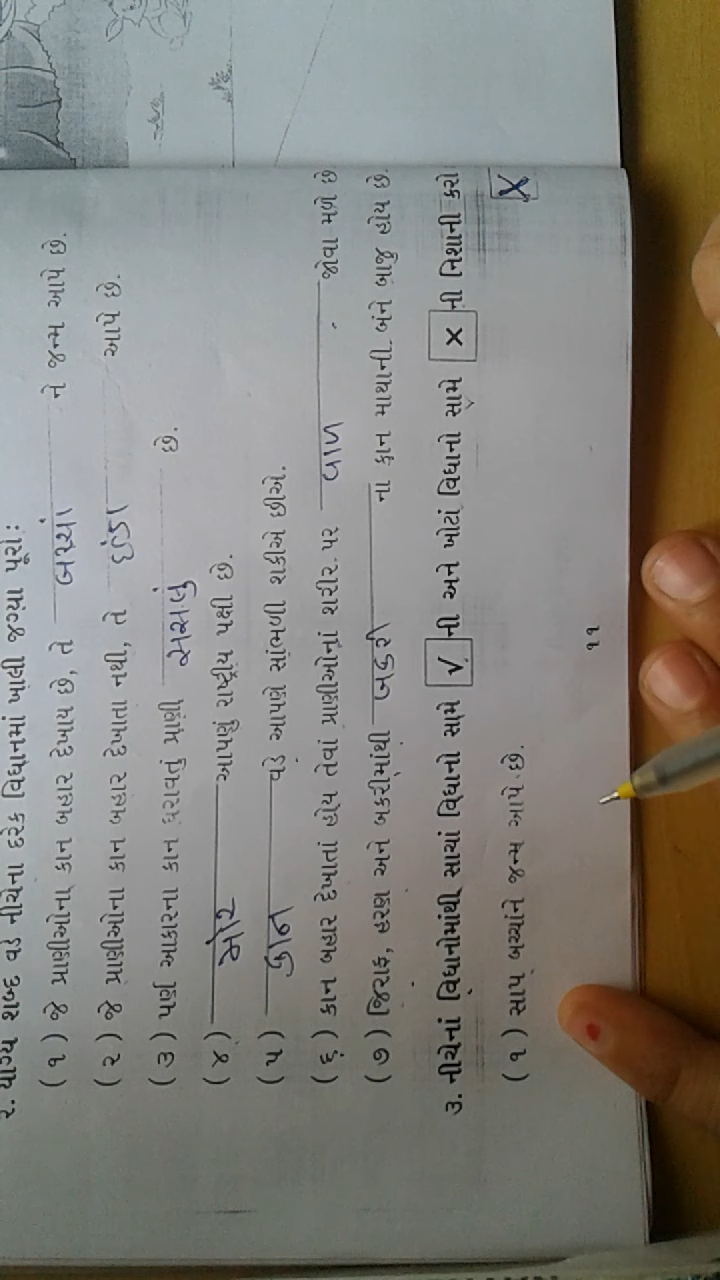 ૨. યોગ્ય શબ્દ વડે નીચેના દરેક વિધાનમાં ખાલી જગ્યા પૂરો:
(૧) જે પ્રાણીઓના કાન બહાર દેખાય છે, તે બચ્ચાં ને જન્મ આપે છે.
(૨) જે પ્રાણીઓના કાન બહાર દેખાતા નથી, તે ઈંડાં આપે છે.
(૩) પર્ણ આકારના કાન ધરાવતું પ્રાણી સસલું છે.
(૪) મોર આપણું રાષ્ટ્રીય પક્ષી છે.
(૫) કાન વડે આપણે સાંભળી શકીએ છીએ.
(૬) કાન બહાર દેખાતાં હોય તેવાં પ્રાણીઓનાં શરીર પર વાળ જોવા મળે છે
(૭) જિરાફ, હરણ અને બકરીમાંથી બકરી ના કાન માથાની બંને બાજુ હોય છે.
૩. નીચેનાં વિધાનોમાંથી સાચાં વિધાનો સામે √ ની અને ખોટાં વિધાનો સામે × ની નિશાની કરો
(૧) સાપ બચ્ચાંને જન્મ આપે છે. X
૧૧